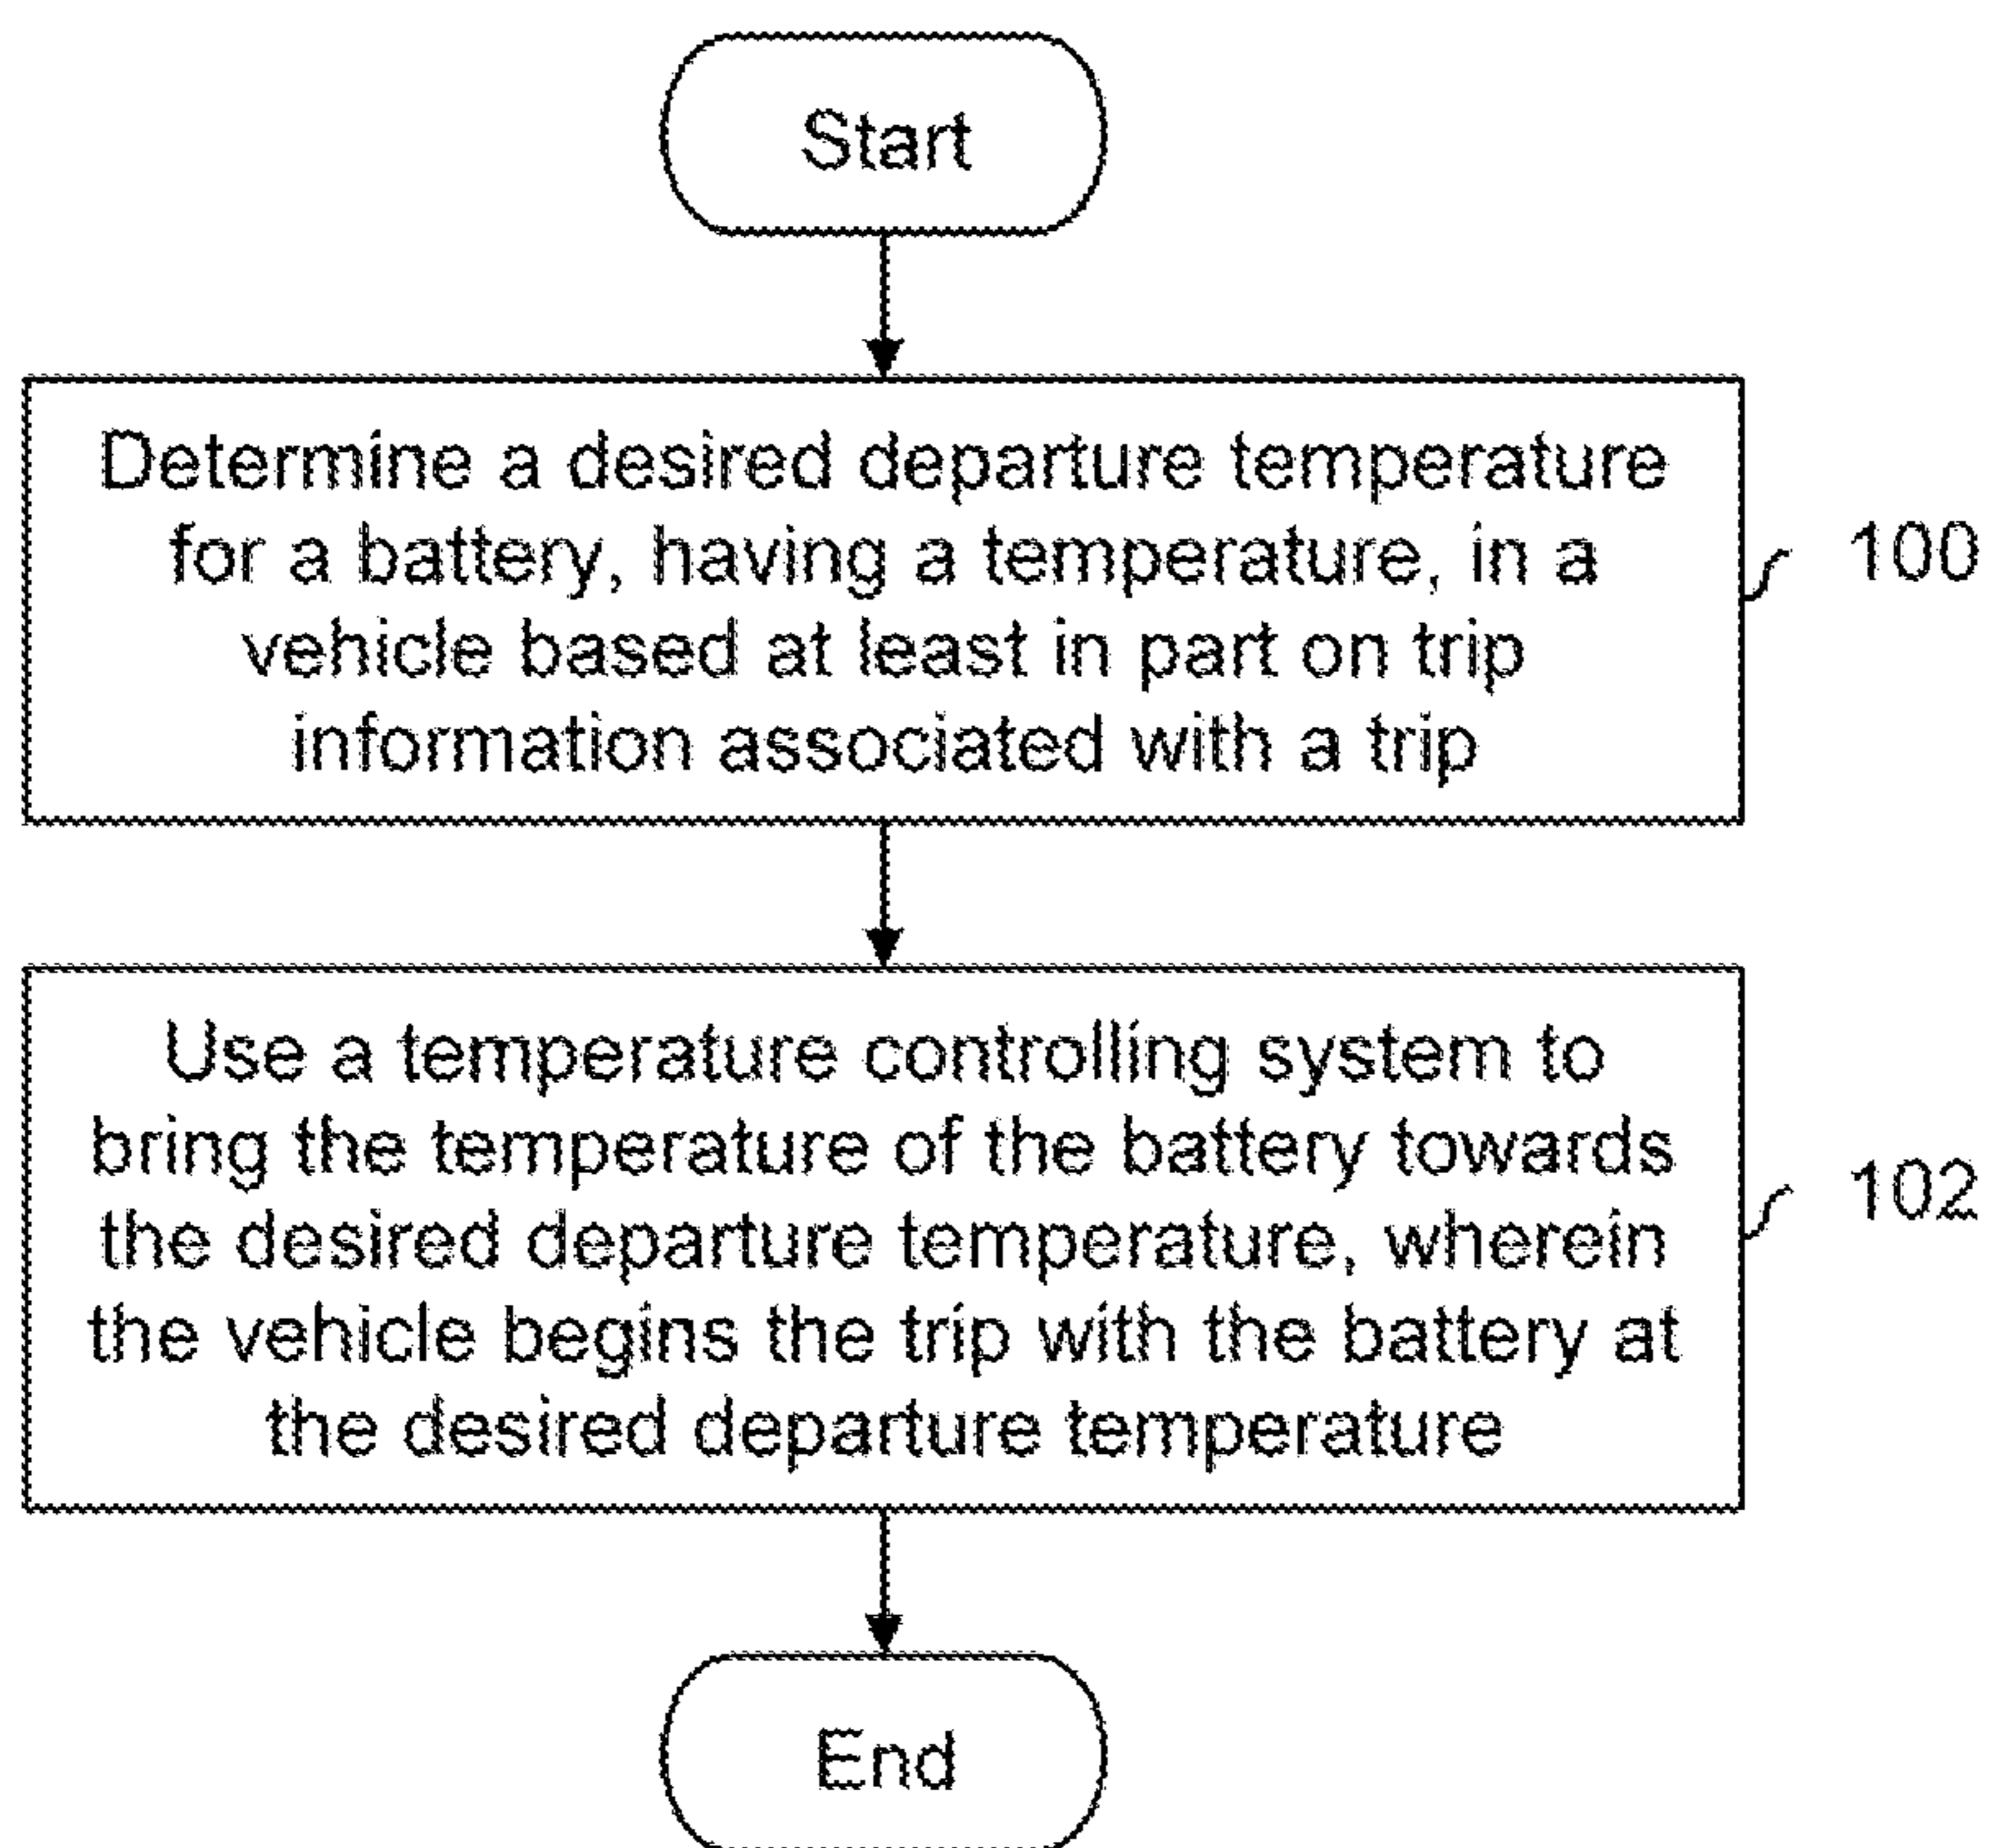 Start
Determine a desired departure temperature
for a battery, having a temperature, in a
vehicle based at least in part on trip
information associated with a trip
100
Use a temperature controlling system to
bring the temperature of the battery towards
the desired departure temperature, wherein
the vehicle begins the trip with the battery at
the desired departure temperature
102
End